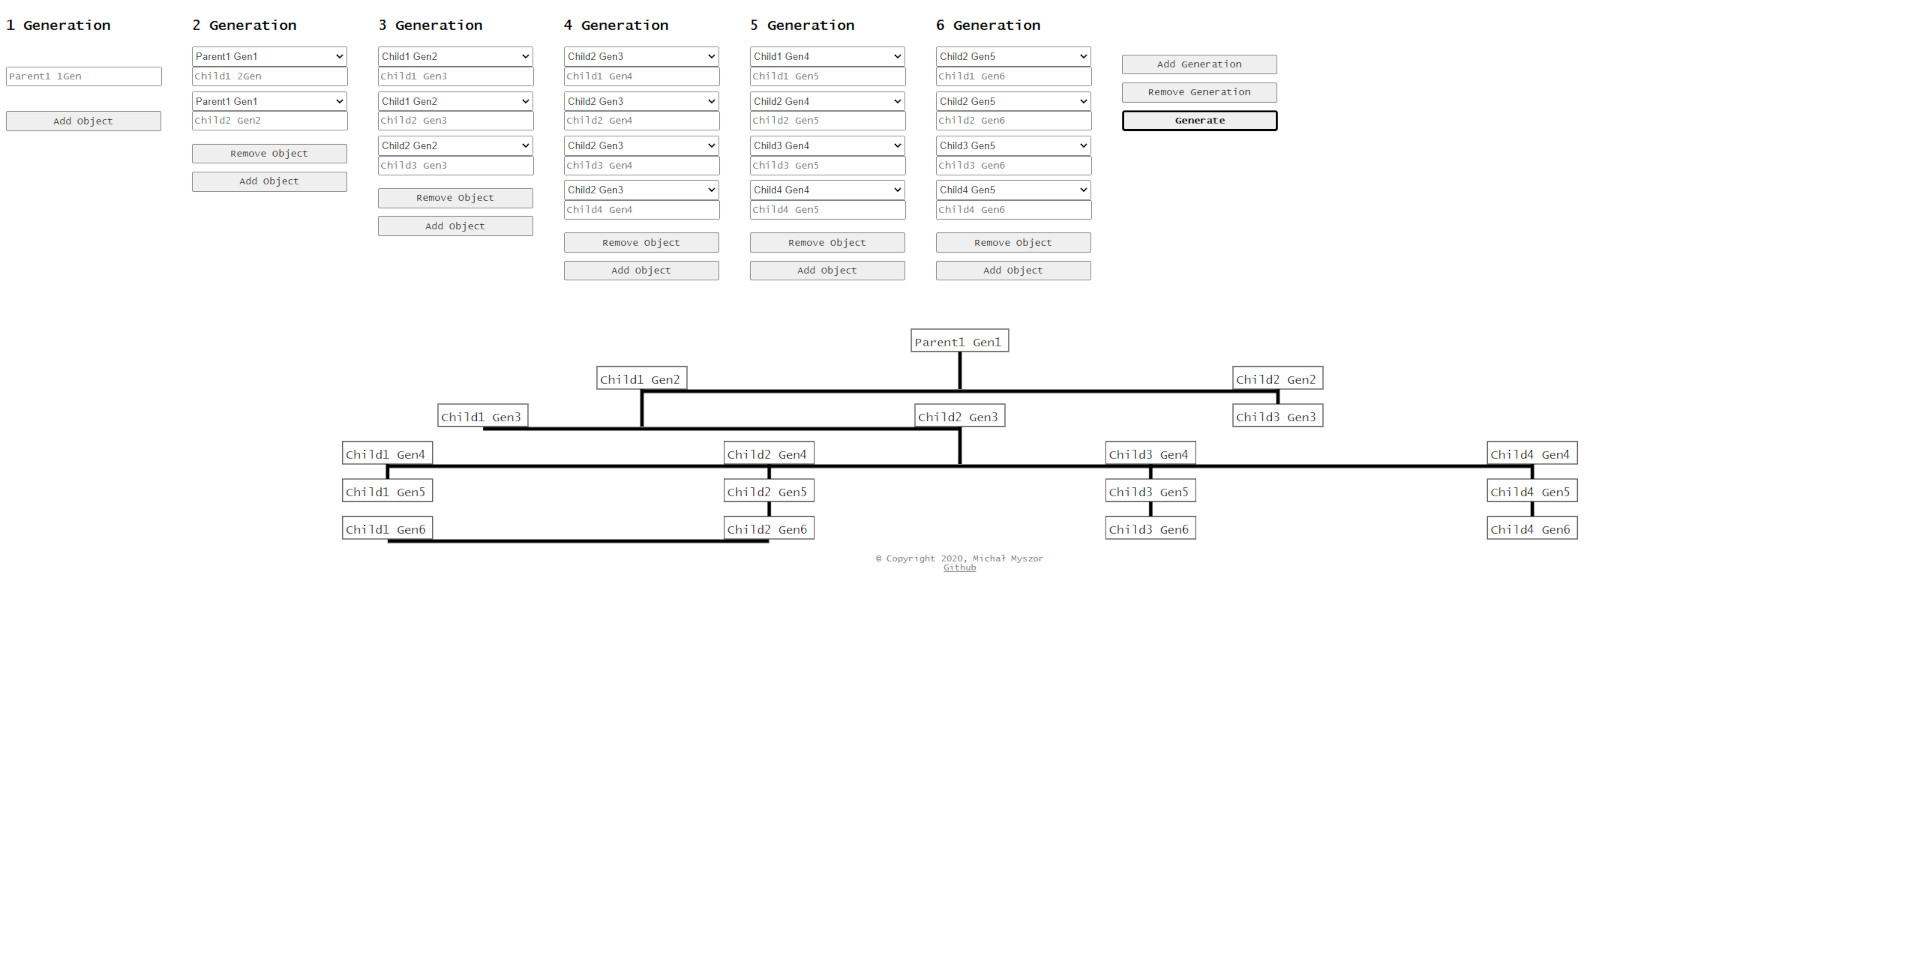 1 Generation
Parent1 1Gen
Add Object
2 Generation
Parent1 Gen1
Child1 2Gen
Parent1 Gen1
Child2 Gen2
Remove Object
Add Object
3 Generation
Child1 Gen2
Child1 Gen3
Child1 Gen2
Child2 Gen3
Child2 Gen2
Child3 Gen3
Remove Object
Add Object
4 Generation
Child2 Gen3
Child1 Gen4
Child2 Gen3
Child2 Gen4
Child2 Gen3
Child3 Gen4
Child2 Gen3
Child4 Gen4
Remove Object
Add Object
5 Generation
Child1 Gen4
Child1 Gen5
Child2 Gen4
Child2 Gen5
Child3 Gen4
Child3 Gen5
Child4 Gen4
Child4 Gen5
Remove Object
Add Object
6 Generation
Child2 Gen5
Child1 Gen6
Child2 Gen5
Child2 Gen6
Child3 Gen5
Child3 Gen6
Child4 Gen5
Child4 Gen6
Remove Object
Add Object
Add Generation
Remove Generation
Generate
Parent1 Gen1
Child1 Gen2
Child2 Gen2
Child1 Gen3
Child2 Gen3
Child3 Gen3
Child1 Gen4
Child2 Gen4
Child3 Gen4
Child4 Gen4
Child1 Gen5
Child2 Gen5
Child3 Gen5
Child4 Gen5
Child1 Gen6
Child2 Gen6
Child3 Gen6
Child4 Gen6
© Copyright 2020, Michał Myszor
Github